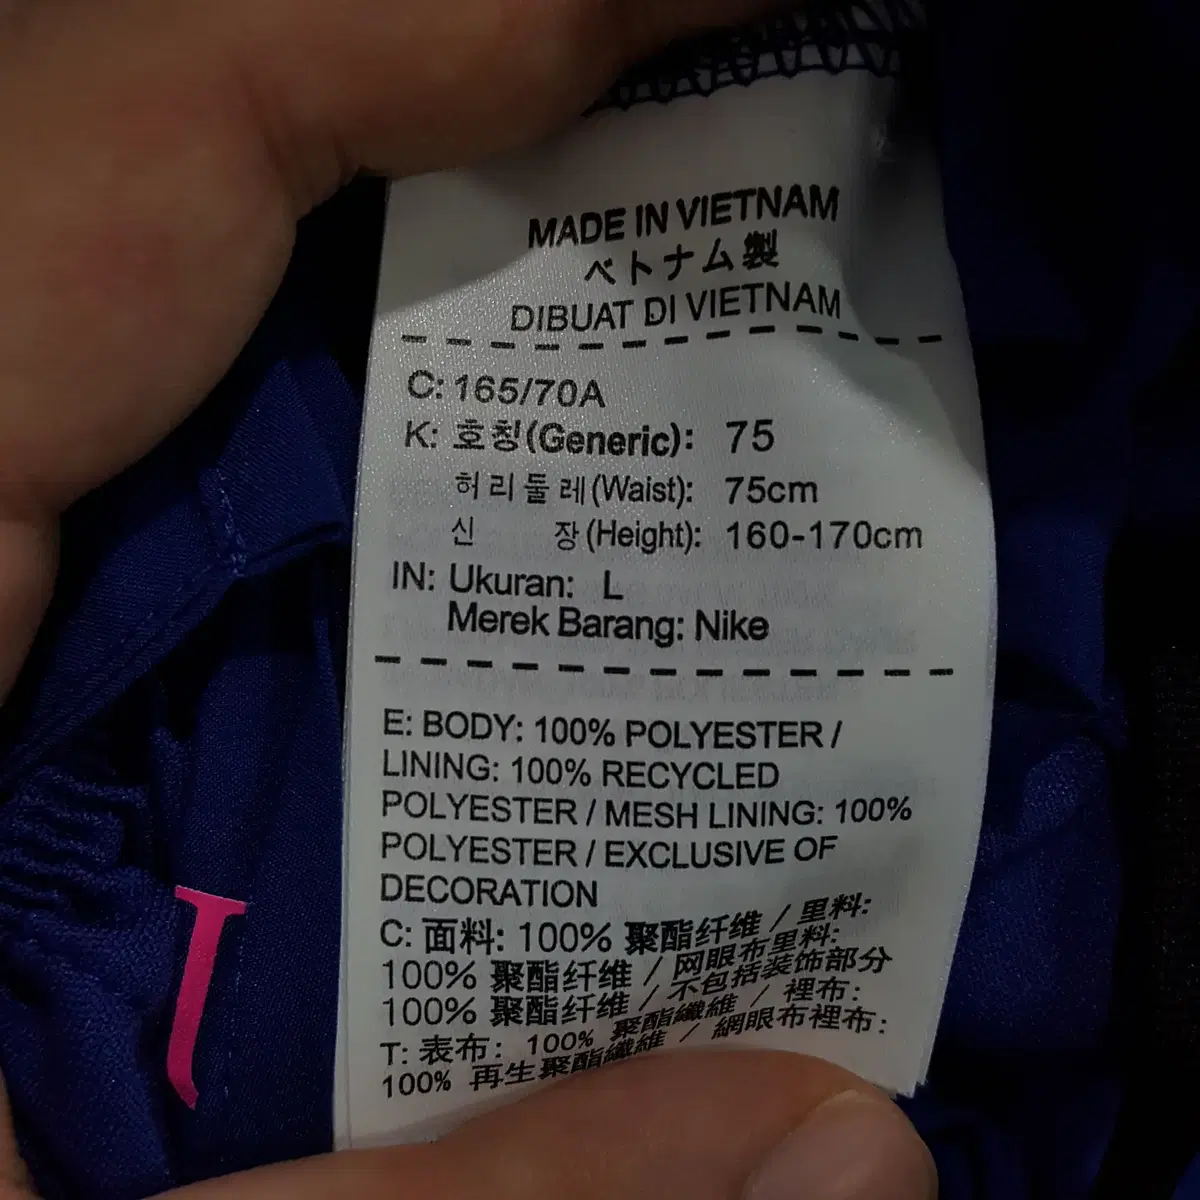 MADE IN VIETNAM
ベトナム製
DIBUAT DI VIETNAM
C: 165/70A
K: 호칭(Generic): 75
허리둘레(Waist): 75cm
신 장(Height): 160-170cm
IN: Ukuran: L
Merek Barang: Nike
E: BODY: 100% POLYESTER /
LINING: 100% RECYCLED
POLYESTER / MESH LINING: 100%
POLYESTER / EXCLUSIVE OF
DECORATION
C: 面料: 100% 聚酯纤维 / 里料:
100% 聚酯纤维 / 网眼布里料:
100% 聚酯纤维 / 不包括装饰部分
T: 表布: 100% 聚酯纖維 / 裡布:
100% 再生聚酯纖維 / 網眼布裡布: